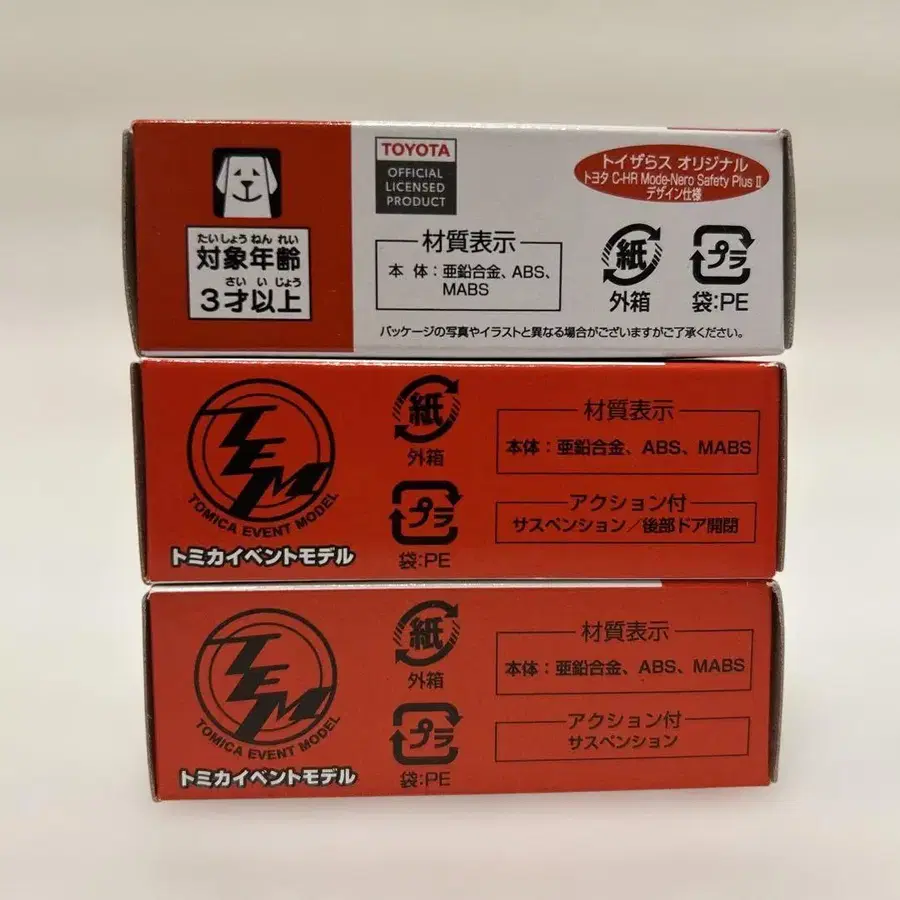 たいしょうねんれい
対象年齢
さいいじょう
3才以上
TOYOTA
OFFICIAL
LICENSED
PRODUCT
材質表示
本体:亜鉛合金、ABS、
MABS
トイザらス オリジナル
トヨタ C-HR Mode-Nero Safety Plus Ⅱ
デザイン仕様
紙
外箱
プラ
袋:PE
パッケージの写真やイラストと異なる場合がございますがご了承ください。
TEM
TOMICA EVENT MODEL
トミカイベントモデル
紙
外箱
プラ
袋:PE
材質表示
本体:亜鉛合金、ABS、MABS
アクション付
サスペンション/後部ドア開閉
TEM
TOMICA EVENT MODEL
トミカイベントモデル
紙
外箱
プラ
袋:PE
材質表示
本体:亜鉛合金、ABS、MABS
アクション付
サスペンション